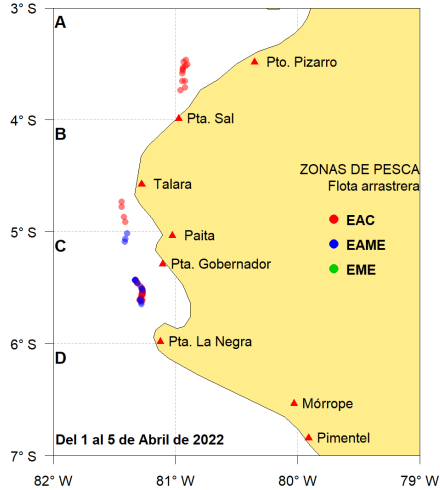 3° S
A
Pto. Pizarro
4° S
Pta. Sal
B
ZONAS DE PESCA
Flota arrastrera
Talara
EAC
5° S
Paita
C
EAME
Pta. Gobernador
EME
6° S
Pta. La Negra
D
Mórrope
Del 1 al 5 de Abril de 2022
Pimentel
7° S
82° W
81° W
80° W
79° W